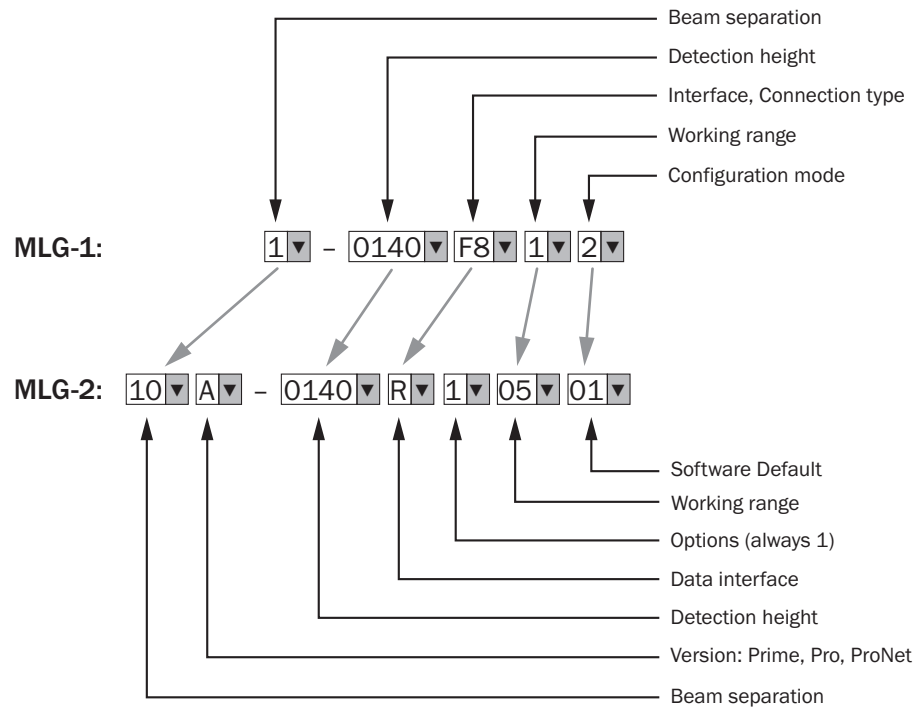 Beam separation
Detection height
Interface, Connection type
Working range
Configuration mode
MLG-1: 1 ▼ – 0140 ▼ F8 ▼ 1 ▼ 2 ▼
MLG-2: 10 ▼ A ▼ – 0140 ▼ R ▼ 1 ▼ 05 ▼ 01 ▼
Software Default
Working range
Options (always 1)
Data interface
Detection height
Version: Prime, Pro, ProNet
Beam separation